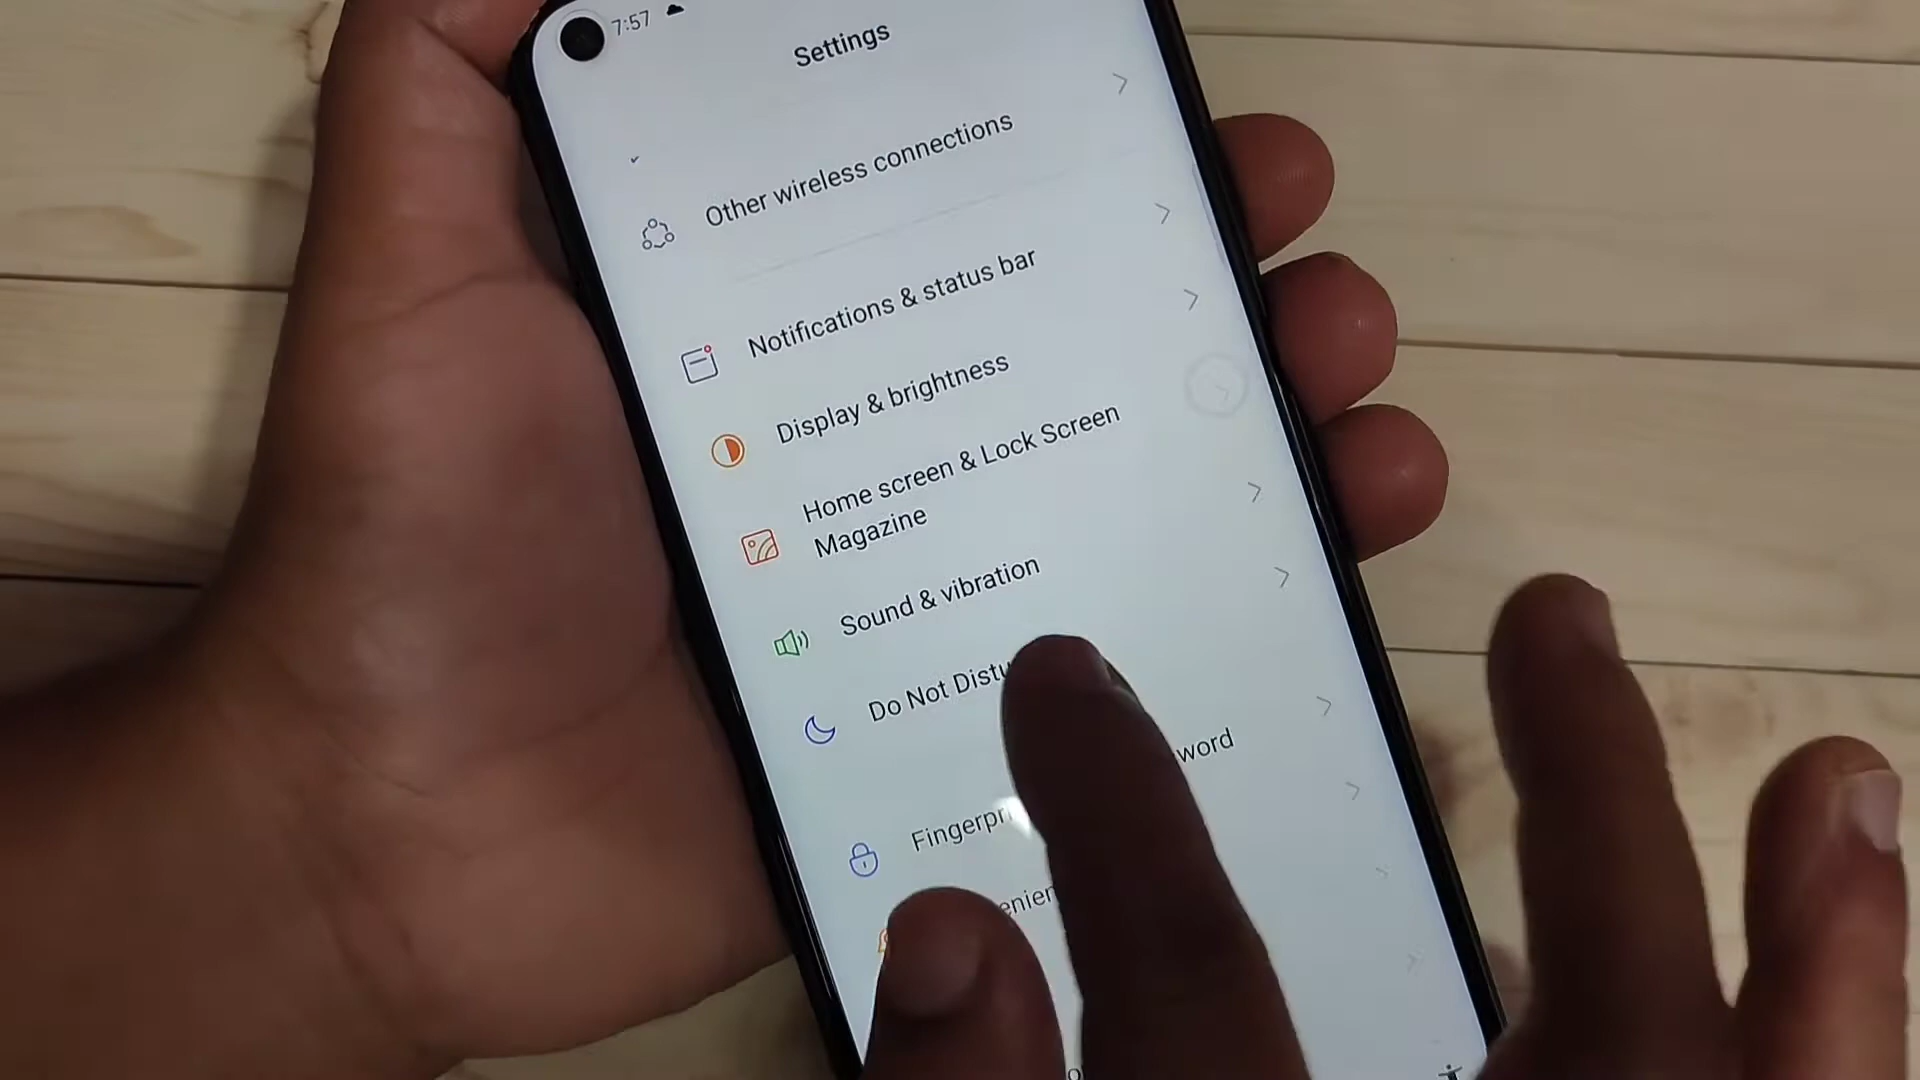 7:57
Settings
Other wireless connections
Notifications & status bar
Display & brightness
Home screen & Lock Screen
Magazine
Sound & vibration
Do Not Distu
Fingerpri word
enien